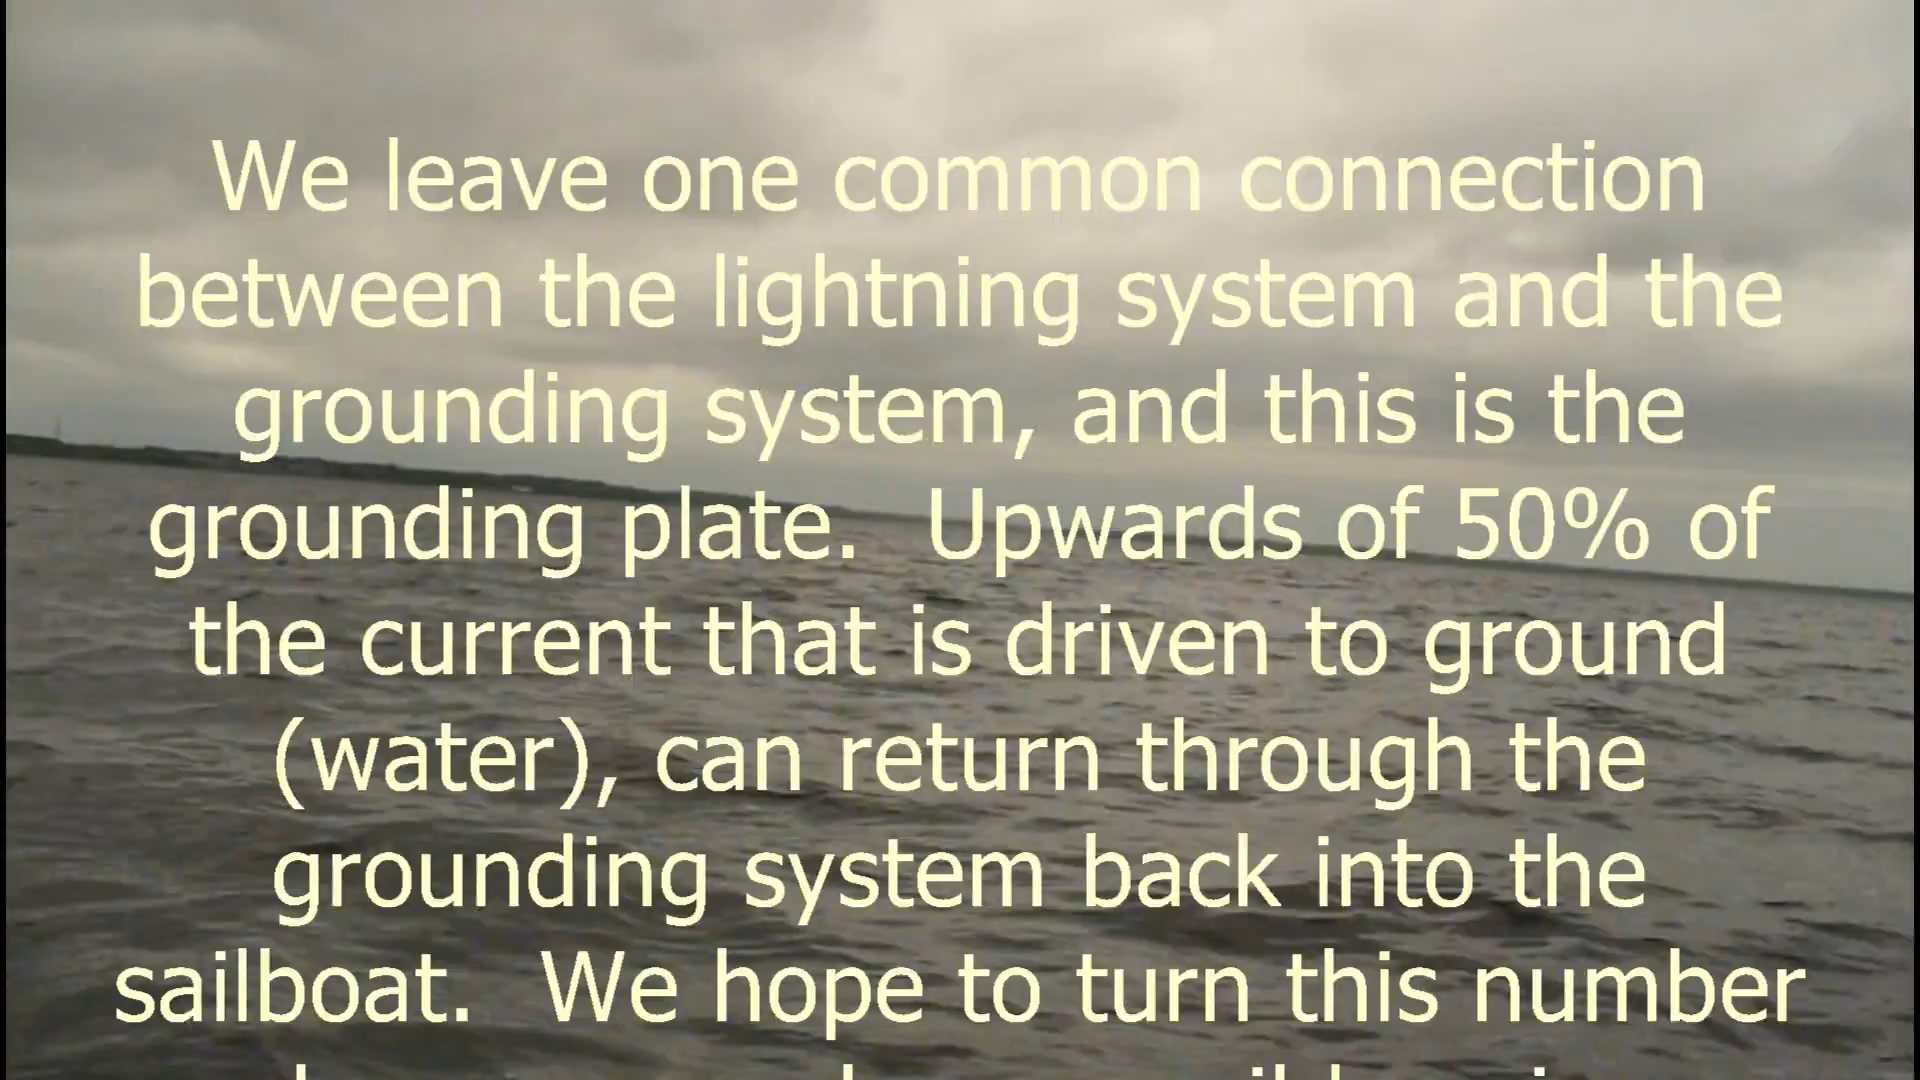 We leave one common connection
between the lightning system and the
grounding system, and this is the
grounding plate.  Upwards of 50% of
the current that is driven to ground
(water), can return through the
grounding system back into the
sailboat.  We hope to turn this number